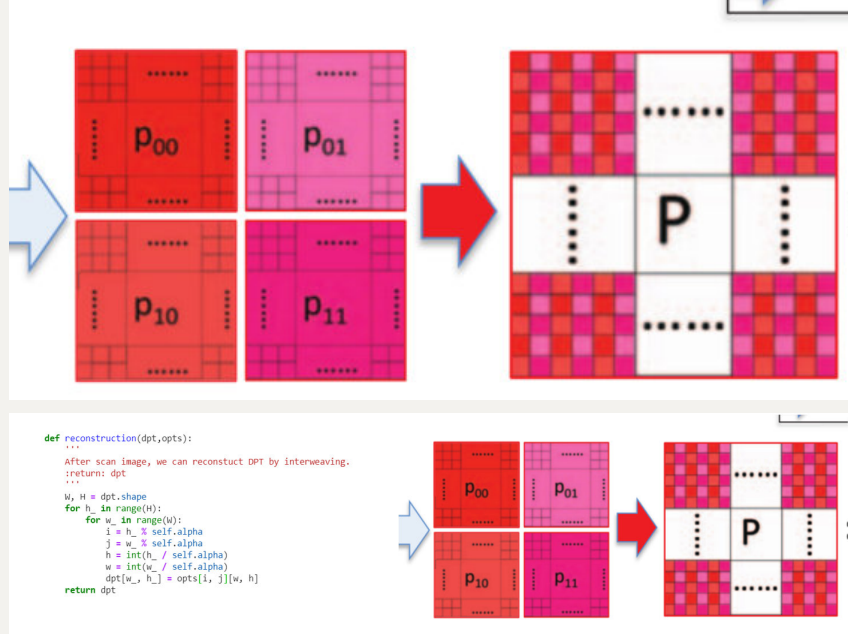 p00 p01
P
p10 p11
def reconstruction(dpt,opts):
'''
After scan image, we can reconstuct DPT by interweaving.
:return: dpt
'''
W, H = dpt.shape
for h_ in range(H):
for w_ in range(W):
i = h_ % self.alpha
j = w_ % self.alpha
h = int(h_ / self.alpha)
w = int(w_ / self.alpha)
dpt[w_, h_] = opts[i, j][w, h]
return dpt
p00 p01
P
p10 p11